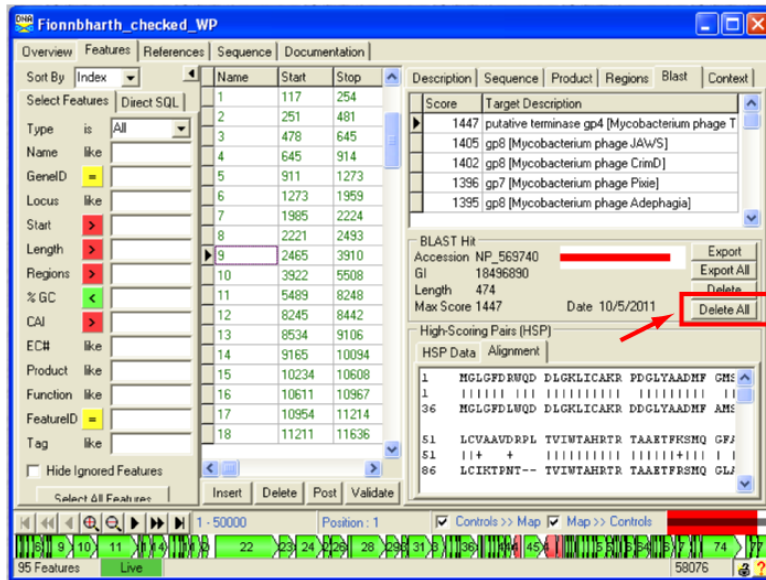 Fionnbharth_checked_WP
Overview Features References Sequence Documentation
Sort By Index
Select Features Direct SQL
Type is All
Name like
GeneID =
Locus like
Start >
Length >
Regions >
% GC <
CAI >
EC# like
Product like
Function like
FeatureID =
Tag like
Hide Ignored Features
Select All Features
Name Start Stop
1 117 254
2 251 481
3 478 645
4 645 914
5 911 1273
6 1273 1959
7 1985 2224
8 2221 2493
9 2465 3910
10 3922 5508
11 5489 8248
12 8245 8442
13 8534 9106
14 9165 10094
15 10234 10608
16 10611 10967
17 10954 11214
18 11211 11636
Insert Delete Post Validate
Description Sequence Product Regions Blast Context
Score Target Description
1447 putative terminase gp4 [Mycobacterium phage T
1405 gp8 [Mycobacterium phage JAWS]
1402 gp8 [Mycobacterium phage CrimD]
1396 gp7 [Mycobacterium phage Pixie]
1395 gp8 [Mycobacterium phage Adephagia]
BLAST Hit
Accession NP_569740 Export
GI 18496890 Export All
Length 474 Delete
Max Score 1447 Date 10/5/2011 Delete All
High-Scoring Pairs (HSP)
HSP Data Alignment
1 MGLGFDRWQD DLGKLICAKR PDGLYAADMF GMS
1 |||||| ||| |||||||||| |||||||||| ||
36 MGLGFDLWQD DLGKLICAKR DDGLYAADMF AMS
51 LCVAAVDRPL TVIWTAHRTR TAAETFKSMQ GFA
51 ||+ + |||||||||| ||||||+||| | |
86 LCIKTPNT-- TVIWTAHRTR TAAETFRSMQ GLA
1 - 50000 Position : 1 Controls >> Map Map >> Controls
9 10 11 22 23 24 28 31 36 45 74 77
95 Features Live 58076